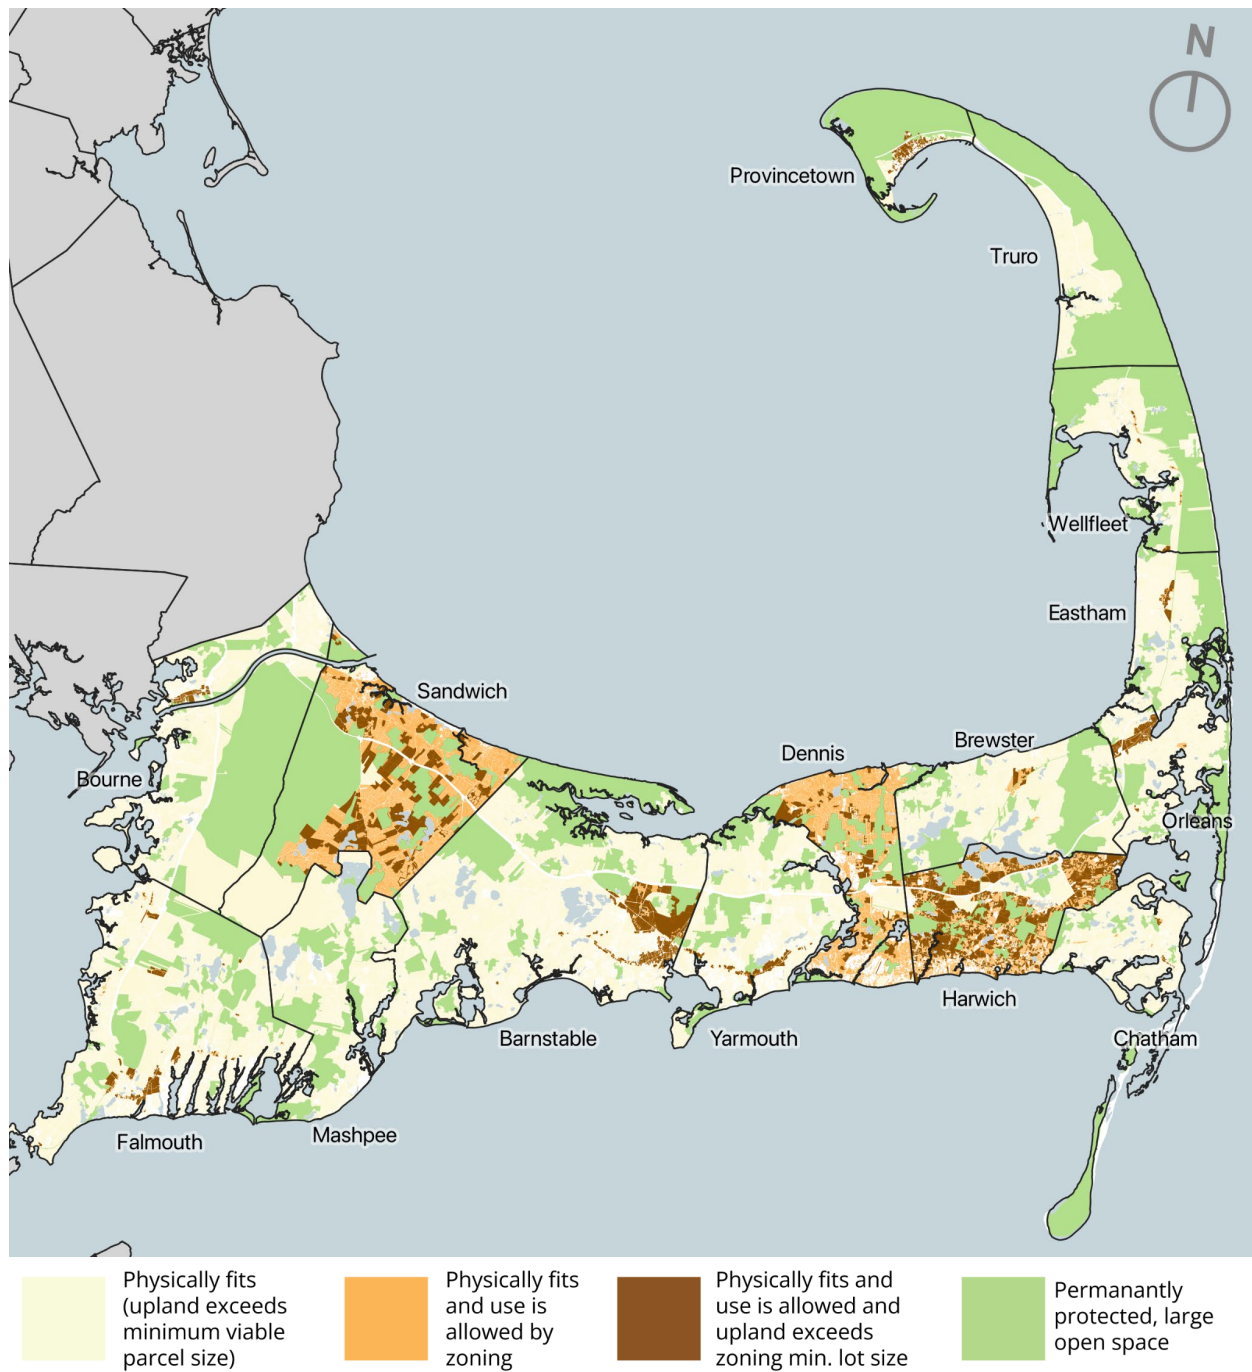 N
Provincetown
Truro
Wellfleet
Eastham
Sandwich
Dennis
Brewster
Bourne
Orleans
Harwich
Barnstable
Yarmouth
Chatham
Falmouth
Mashpee
Physically fits
(upland exceeds
minimum viable
parcel size)
Physically fits
and use is
allowed by
zoning
Physically fits and
use is allowed and
upland exceeds
zoning min. lot size
Permanantly
protected, large
open space